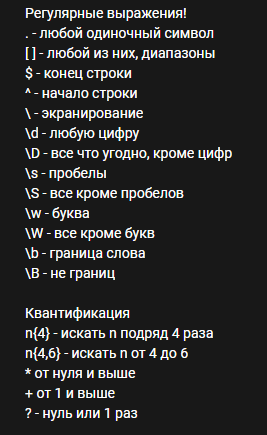 Регулярные выражения!
. - любой одиночный символ
[ ] - любой из них, диапазоны
$ - конец строки
^ - начало строки
\ - экранирование
\d - любую цифру
\D - все что угодно, кроме цифр
\s - пробелы
\S - все кроме пробелов
\w - буква
\W - все кроме букв
\b - граница слова
\B - не границ

Квантификация
n{4} - искать n подряд 4 раза
n{4,6} - искать n от 4 до 6
* от нуля и выше
+ от 1 и выше
? - нуль или 1 раз